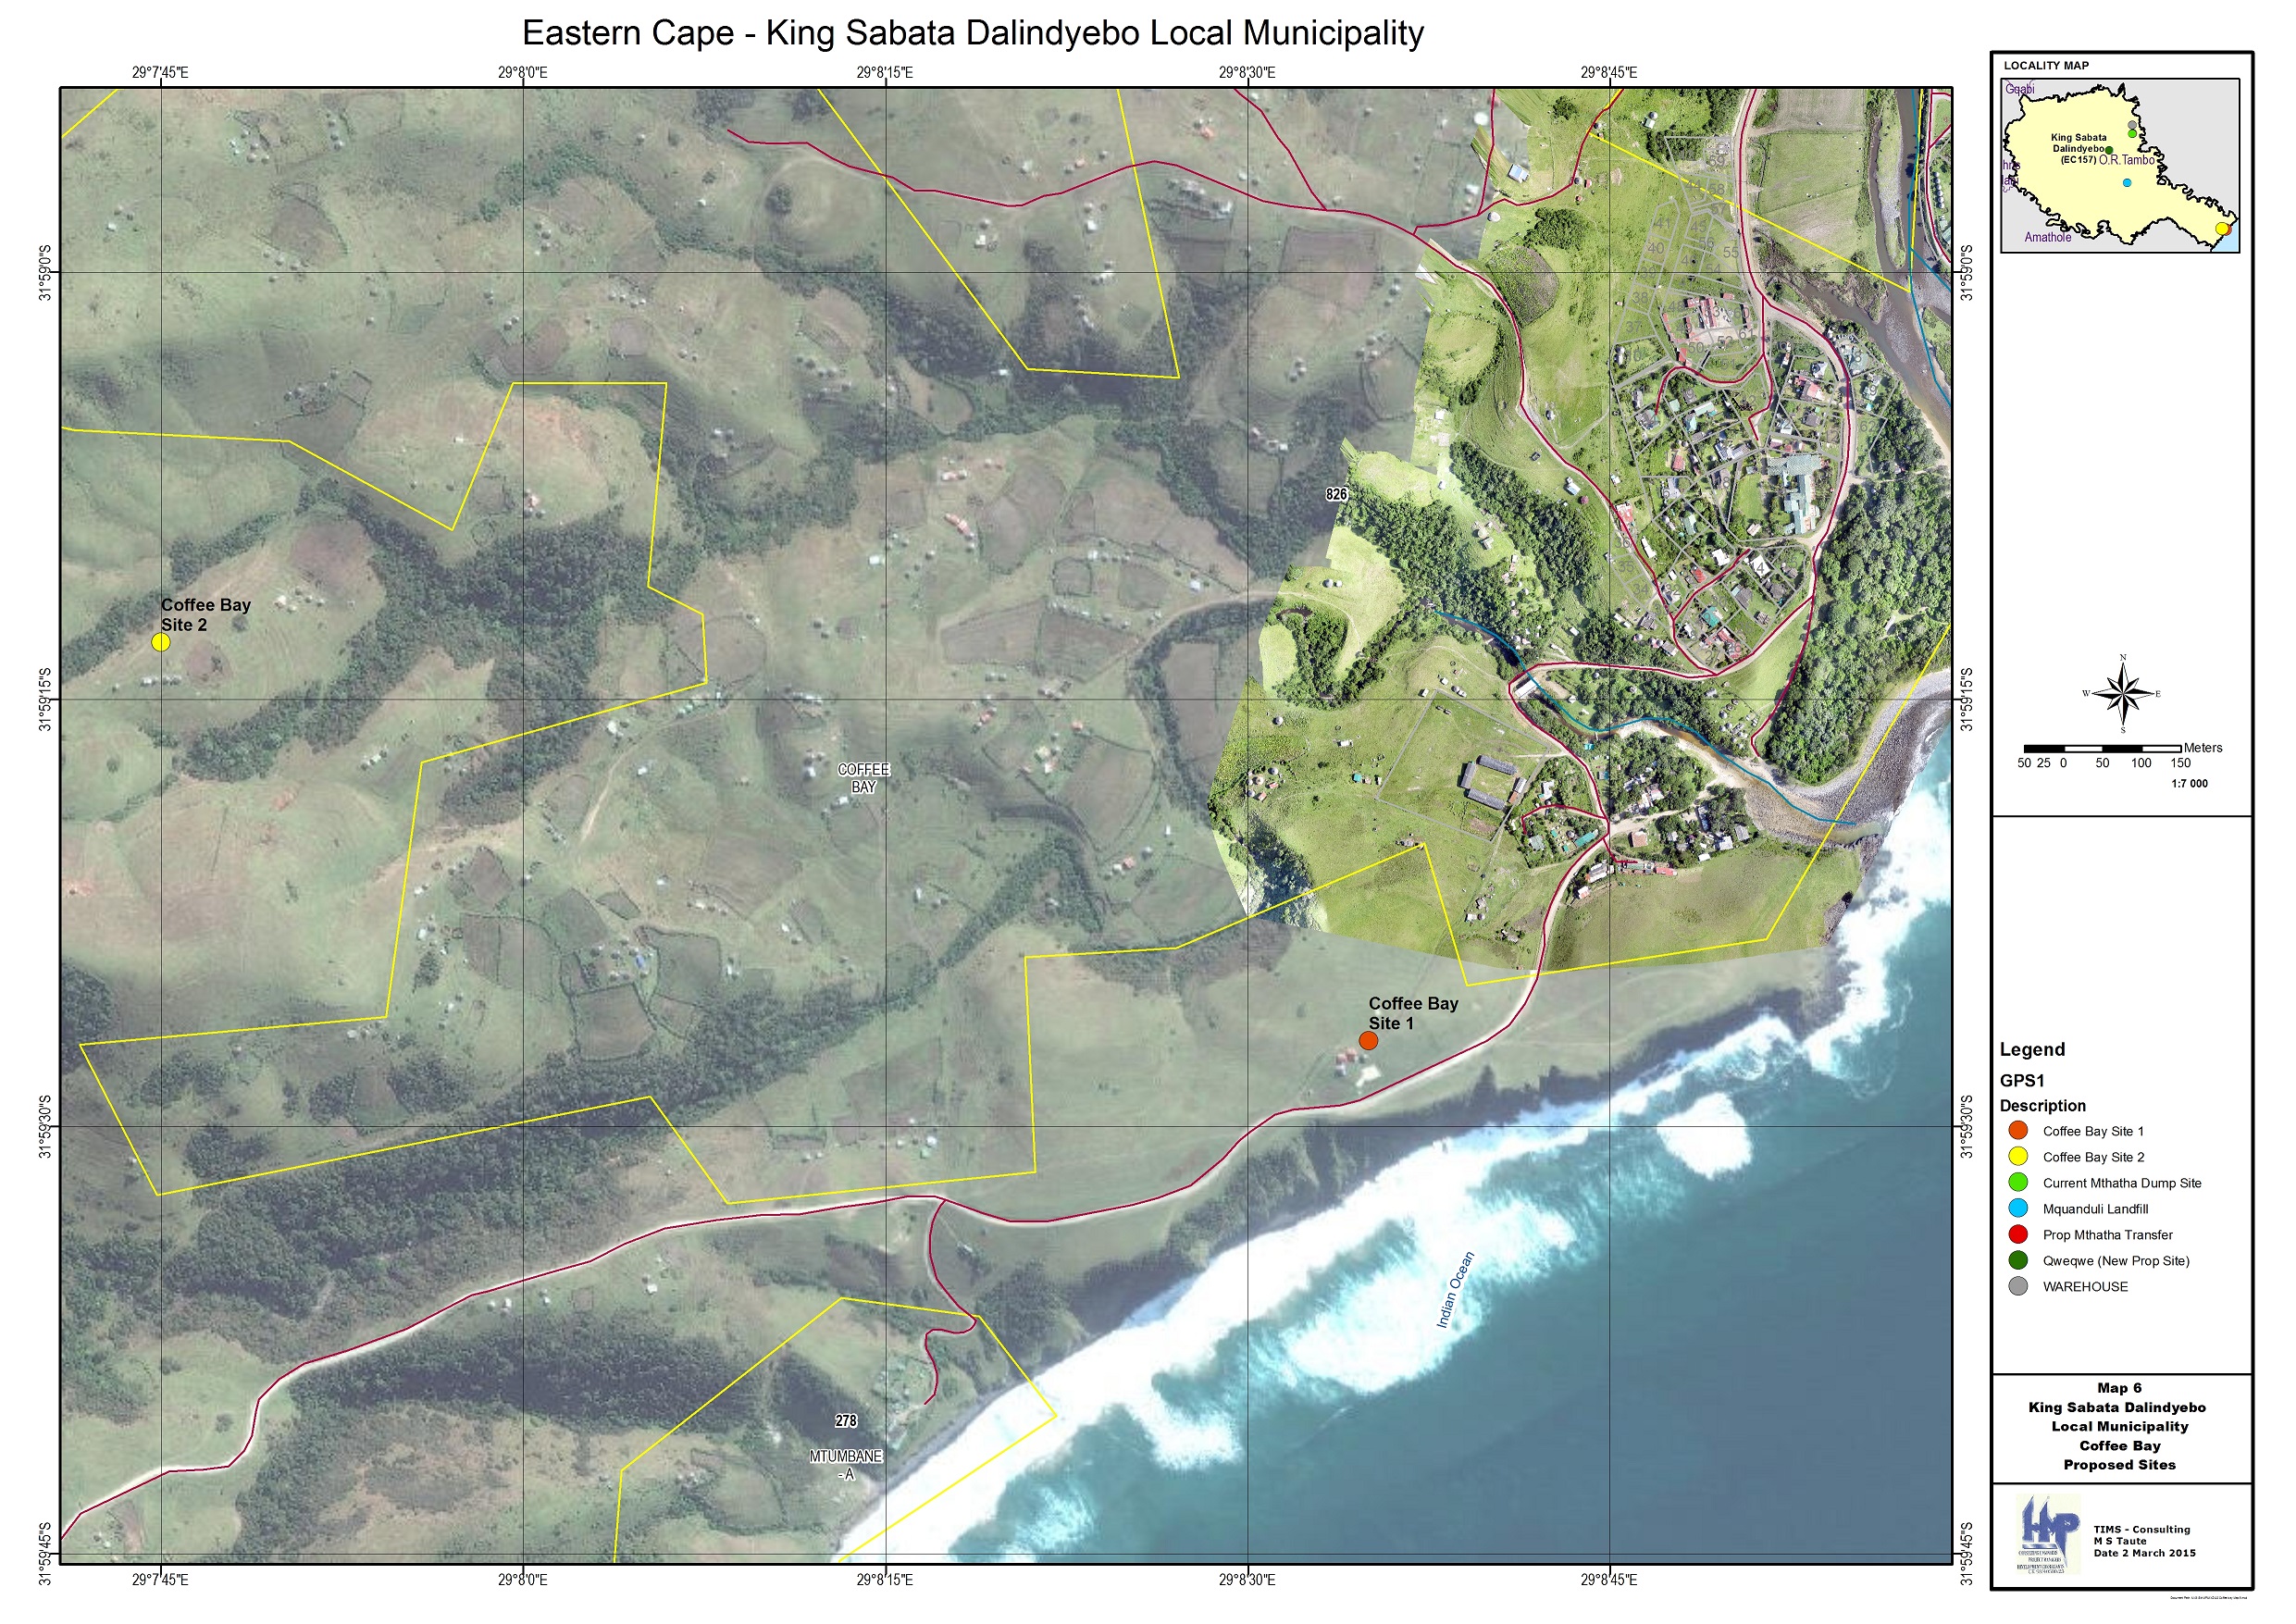 Eastern Cape - King Sabata Dalindyebo Local Municipality
29°7'45"E 29°8'0"E 29°8'15"E 29°8'30"E 29°8'45"E
31°59'0"S 31°59'0"S
31°59'15"S 31°59'15"S
31°59'30"S 31°59'30"S
31°59'45"S 31°59'45"S
826
Coffee Bay
Site 2
COFFEE
BAY
Coffee Bay
Site 1
Indian Ocean
278
MTUMBANE
- A
40
55
38
37
14
29°7'45"E 29°8'0"E 29°8'15"E 29°8'30"E 29°8'45"E
LOCALITY MAP
Gqabi
King Sabata
Dalindyebo
(EC157) O.R.Tambo
Amathole
N
W E
S
50 25 0 50 100 150 Meters
1:7 000
Legend
GPS1
Description
Coffee Bay Site 1
Coffee Bay Site 2
Current Mthatha Dump Site
Mquanduli Landfill
Prop Mthatha Transfer
Qweqwe (New Prop Site)
WAREHOUSE
Map 6
King Sabata Dalindyebo
Local Municipality
Coffee Bay
Proposed Sites
TIMS - Consulting
M S Taute
Date 2 March 2015